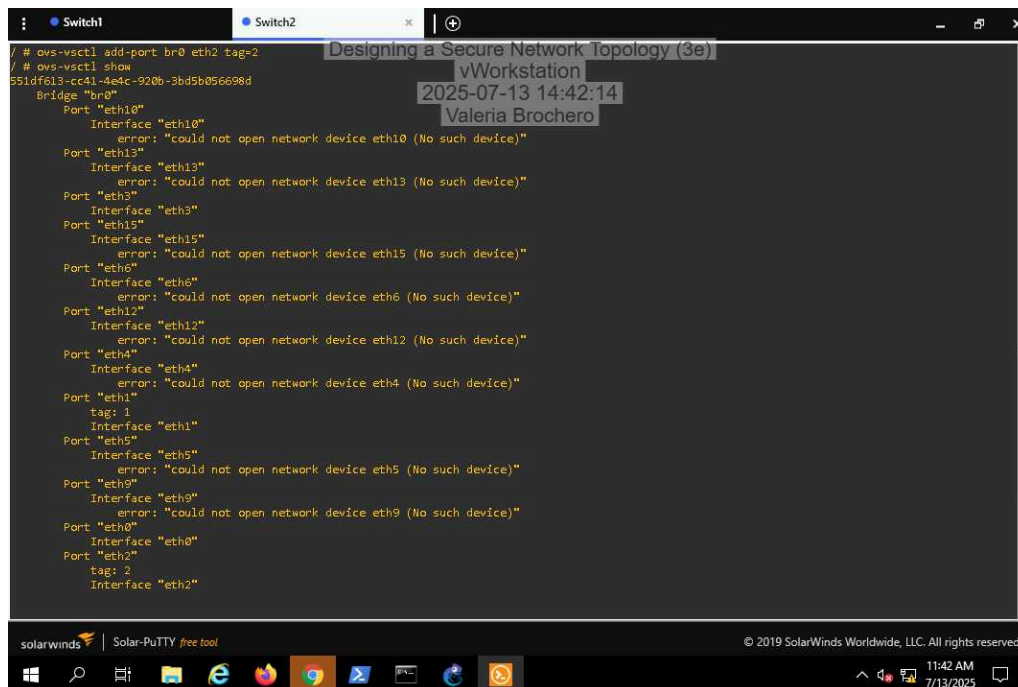 Switch1
Switch2
/ # ovs-vsctl add-port br0 eth2 tag=2
/ # ovs-vsctl show
551df613-cc41-4e4c-920b-3bd5b056698d
Bridge "br0"
Port "eth10"
Interface "eth10"
error: "could not open network device eth10 (No such device)"
Port "eth13"
Interface "eth13"
error: "could not open network device eth13 (No such device)"
Port "eth3"
Interface "eth3"
Port "eth15"
Interface "eth15"
error: "could not open network device eth15 (No such device)"
Port "eth6"
Interface "eth6"
error: "could not open network device eth6 (No such device)"
Port "eth12"
Interface "eth12"
error: "could not open network device eth12 (No such device)"
Port "eth4"
Interface "eth4"
error: "could not open network device eth4 (No such device)"
Port "eth1"
tag: 1
Interface "eth1"
Port "eth5"
Interface "eth5"
error: "could not open network device eth5 (No such device)"
Port "eth9"
Interface "eth9"
error: "could not open network device eth9 (No such device)"
Port "eth0"
Interface "eth0"
Port "eth2"
tag: 2
Interface "eth2"
Designing a Secure Network Topology (3e)
vWorkstation
2025-07-13 14:42:14
Valeria Brochero
solarwinds
Solar-PuTTY free tool
© 2019 SolarWinds Worldwide, LLC. All rights reserved
11:42 AM
7/13/2025